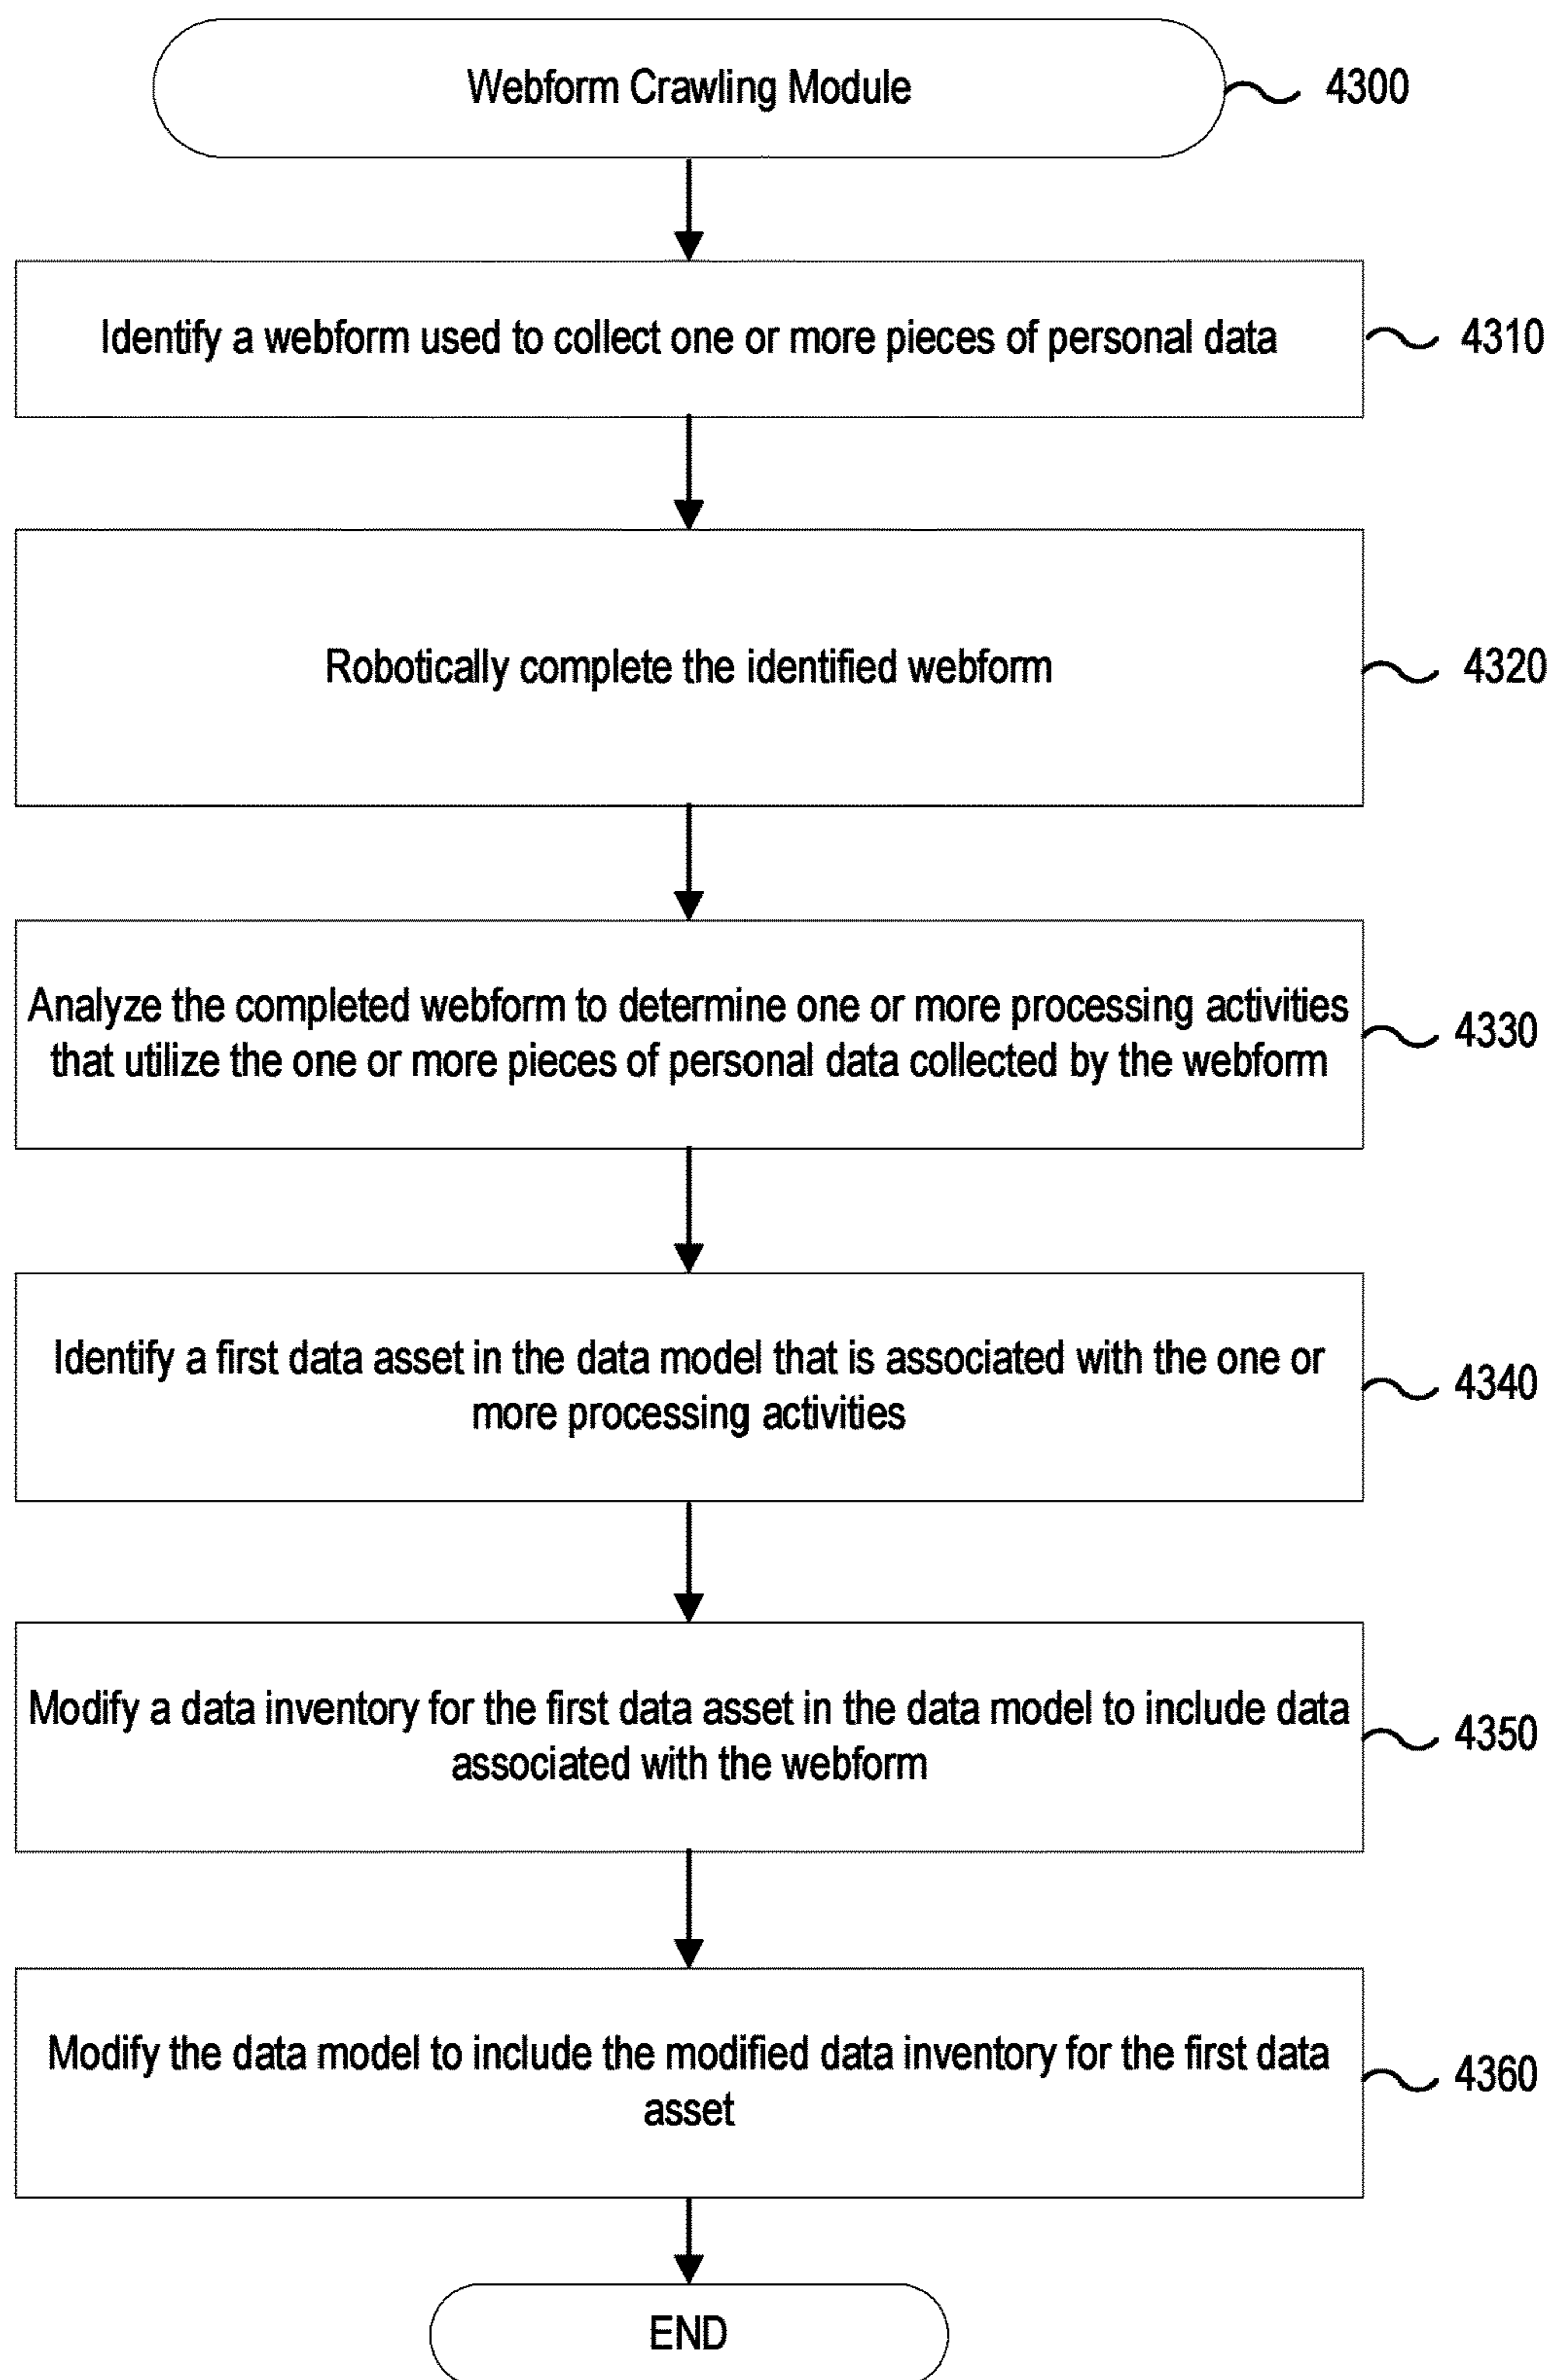 Webform Crawling Module
4300
Identify a webform used to collect one or more pieces of personal data
4310
Robotically complete the identified webform
4320
Analyze the completed webform to determine one or more processing activities
that utilize the one or more pieces of personal data collected by the webform
4330
Identify a first data asset in the data model that is associated with the one or
more processing activities
4340
Modify a data inventory for the first data asset in the data model to include data
associated with the webform
4350
Modify the data model to include the modified data inventory for the first data
asset
4360
END